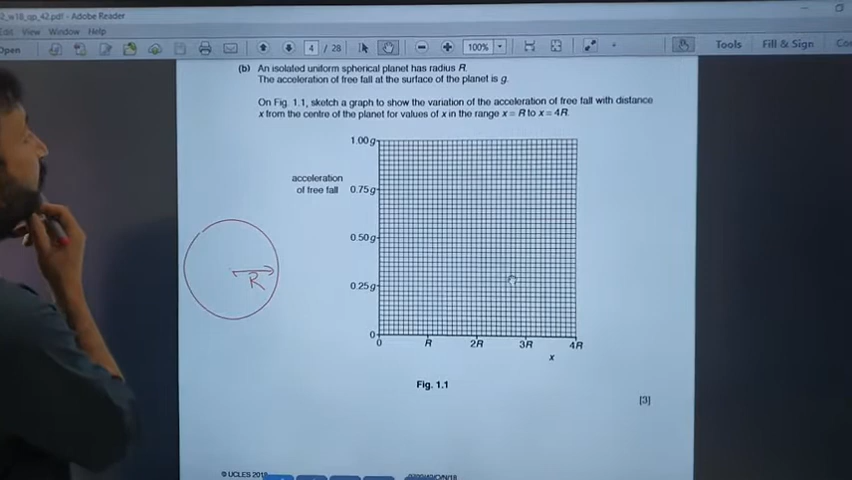 2_w18_qp_42.pdf - Adobe Reader
Edit View Window Help
Open
4 / 28
100%
Tools
Fill & Sign
(b) An isolated uniform spherical planet has radius R.
The acceleration of free fall at the surface of the planet is g.
On Fig. 1.1, sketch a graph to show the variation of the acceleration of free fall with distance
x from the centre of the planet for values of x in the range x = R to x = 4R.
1.00g
acceleration
of free fall
0.75g
0.50g
R
0.25g
0
0 R 2R 3R 4R
x
Fig. 1.1
[3]
© UCLES 2018